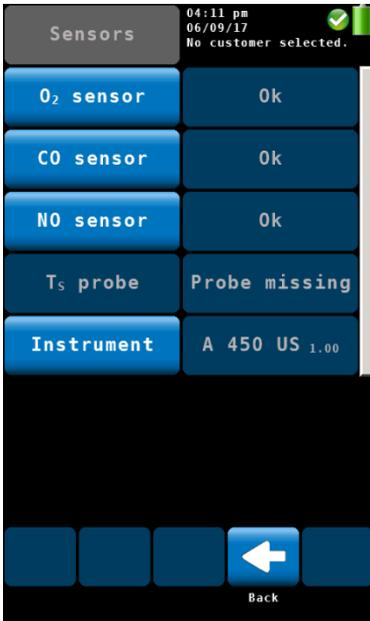 Sensors
04:11 pm
06/09/17
No customer selected.
O₂ sensor Ok
CO sensor Ok
NO sensor Ok
Tₛ probe Probe missing
Instrument A 450 US 1.00
Back